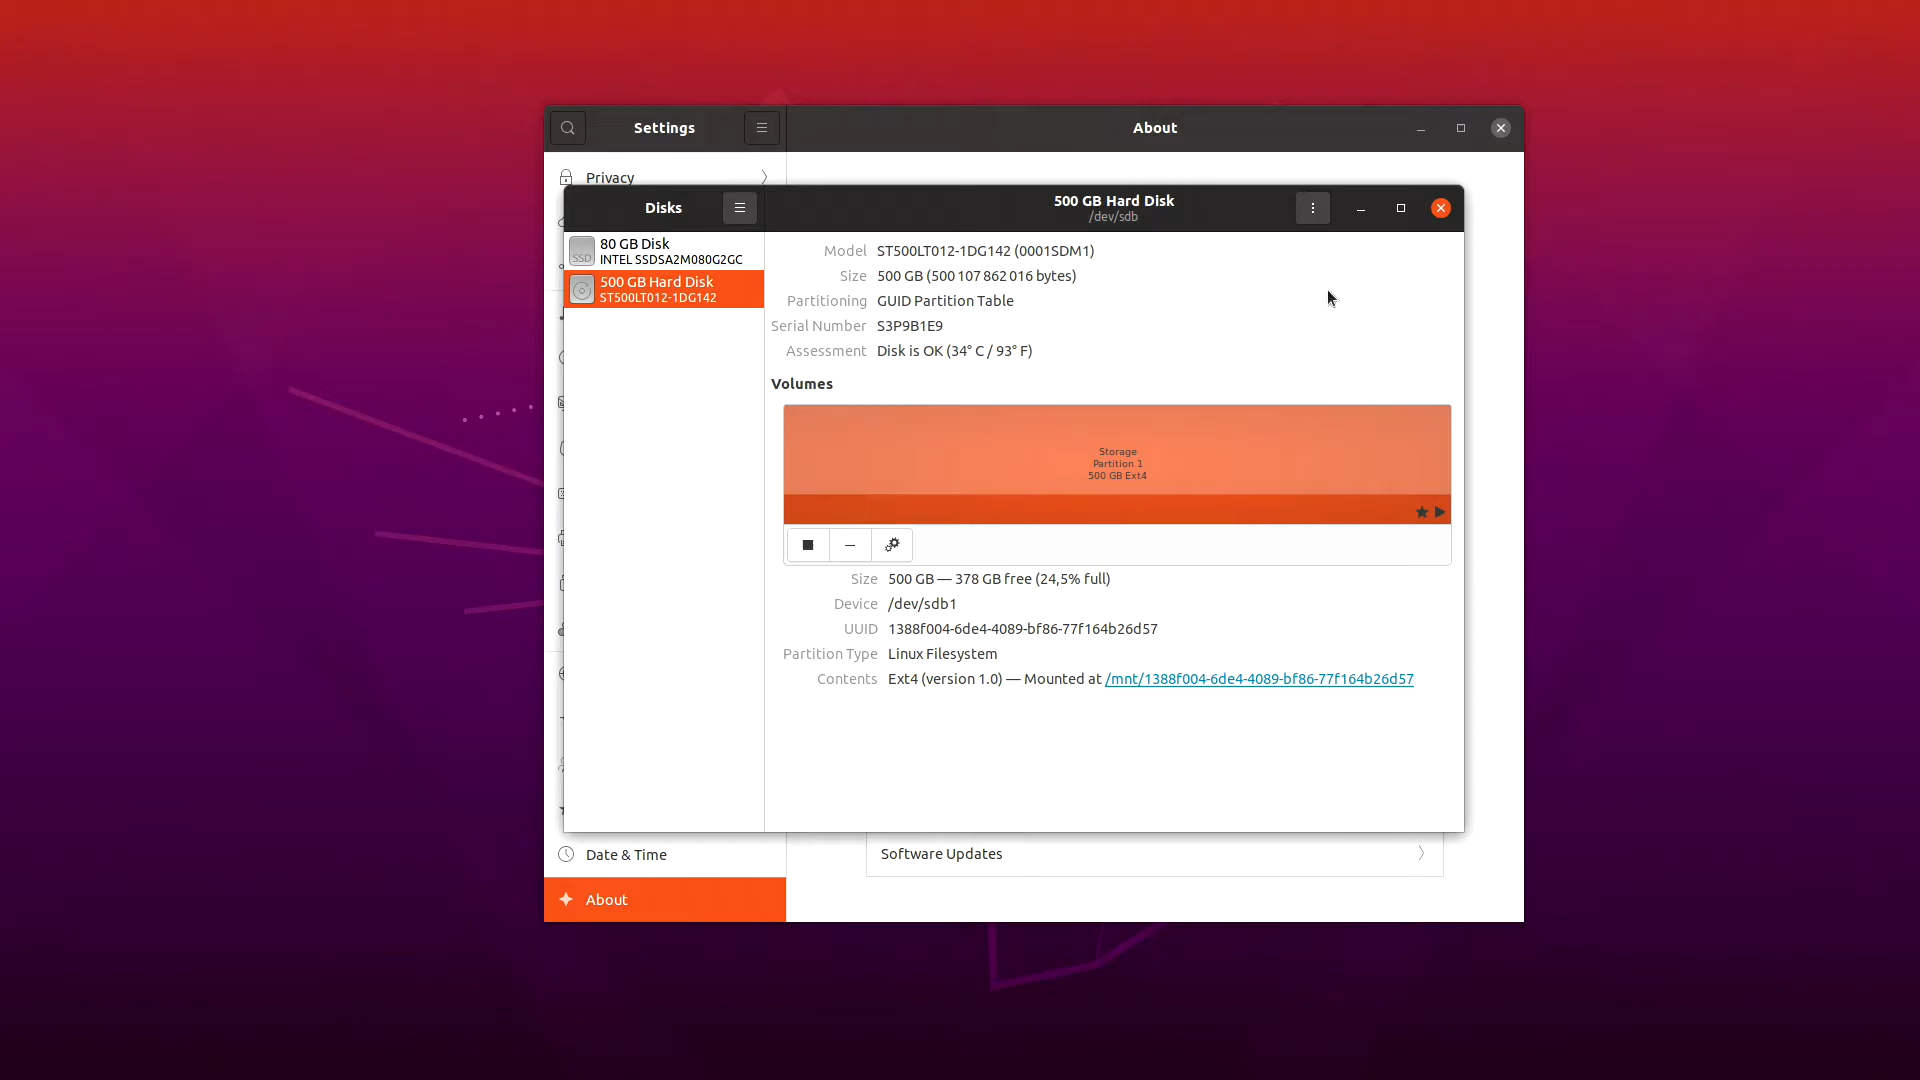 Settings
About
Privacy
Disks
500 GB Hard Disk
/dev/sdb
80 GB Disk
INTEL SSDSA2M080G2GC
SSD
500 GB Hard Disk
ST500LT012-1DG142
Model ST500LT012-1DG142 (0001SDM1)
Size 500 GB (500 107 862 016 bytes)
Partitioning GUID Partition Table
Serial Number S3P9B1E9
Assessment Disk is OK (34° C / 93° F)
Volumes
Storage
Partition 1
500 GB Ext4
Size 500 GB — 378 GB free (24,5% full)
Device /dev/sdb1
UUID 1388f004-6de4-4089-bf86-77f164b26d57
Partition Type Linux Filesystem
Contents Ext4 (version 1.0) — Mounted at /mnt/1388f004-6de4-4089-bf86-77f164b26d57
Date & Time
Software Updates
About